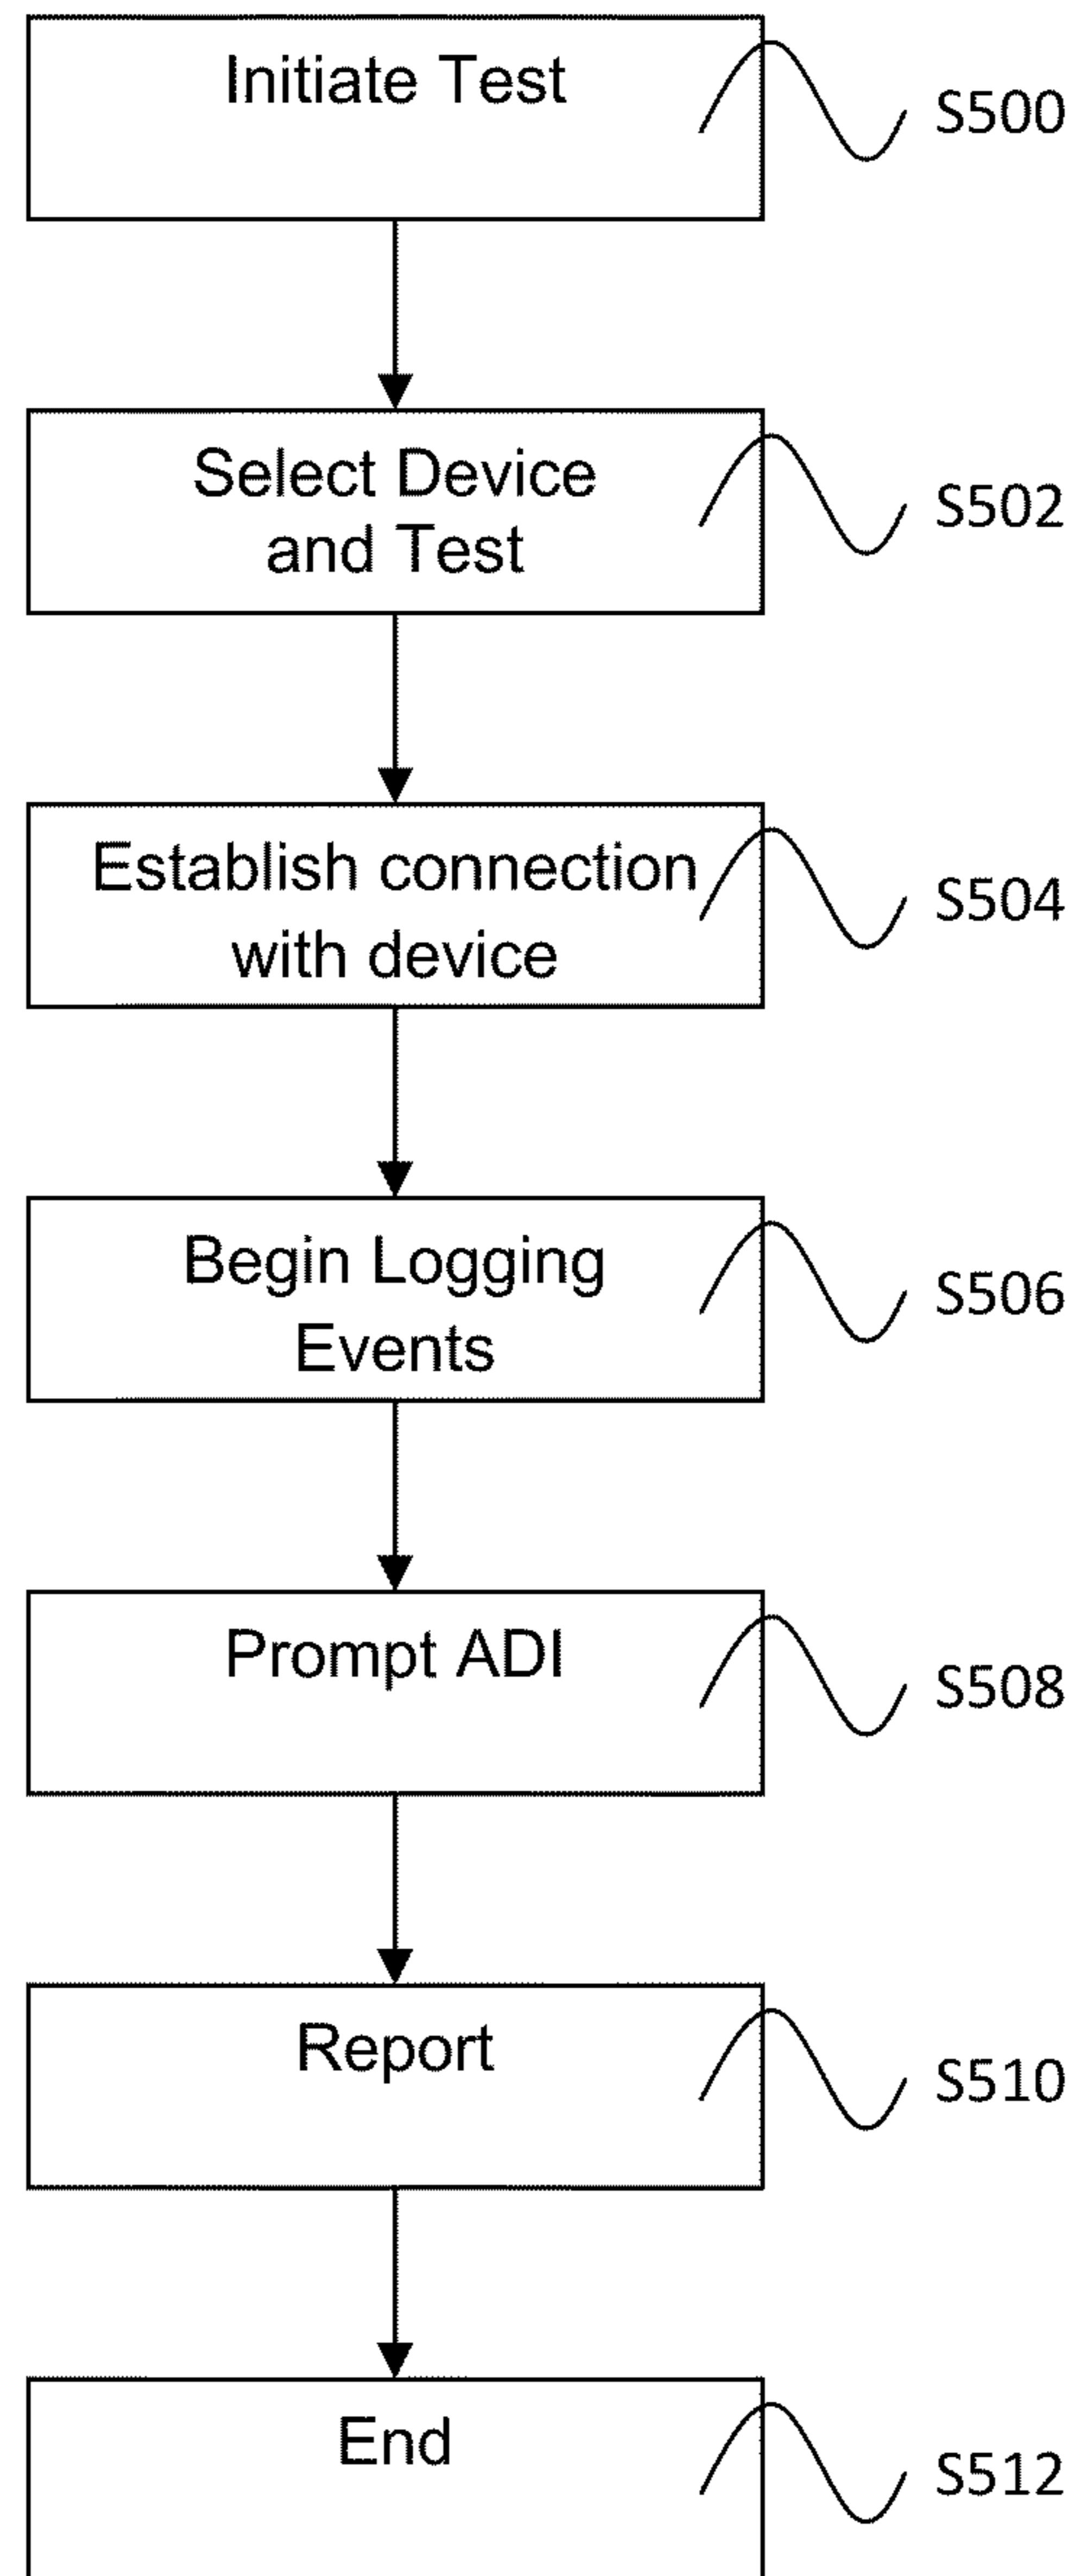 Initiate Test
S500
Select Device
and Test
S502
Establish connection
with device
S504
Begin Logging
Events
S506
Prompt ADI
S508
Report
S510
End
S512